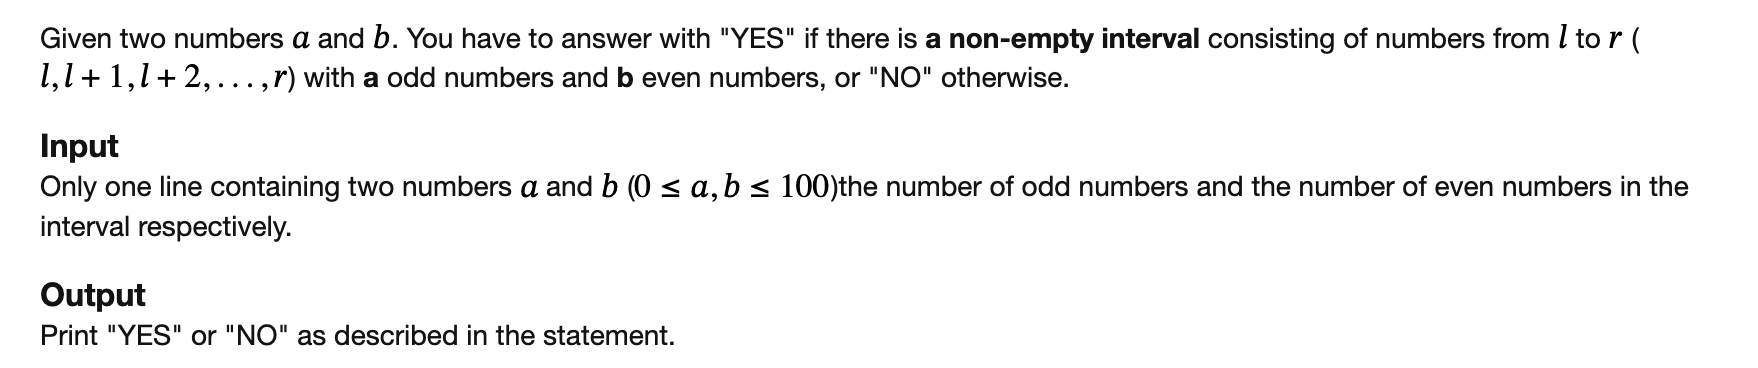 Given two numbers a and b. You have to answer with "YES" if there is a non-empty interval consisting of numbers from l to r (
l, l + 1, l + 2, . . . , r) with a odd numbers and b even numbers, or "NO" otherwise.
Input
Only one line containing two numbers a and b (0 ≤ a, b ≤ 100)the number of odd numbers and the number of even numbers in the
interval respectively.
Output
Print "YES" or "NO" as described in the statement.